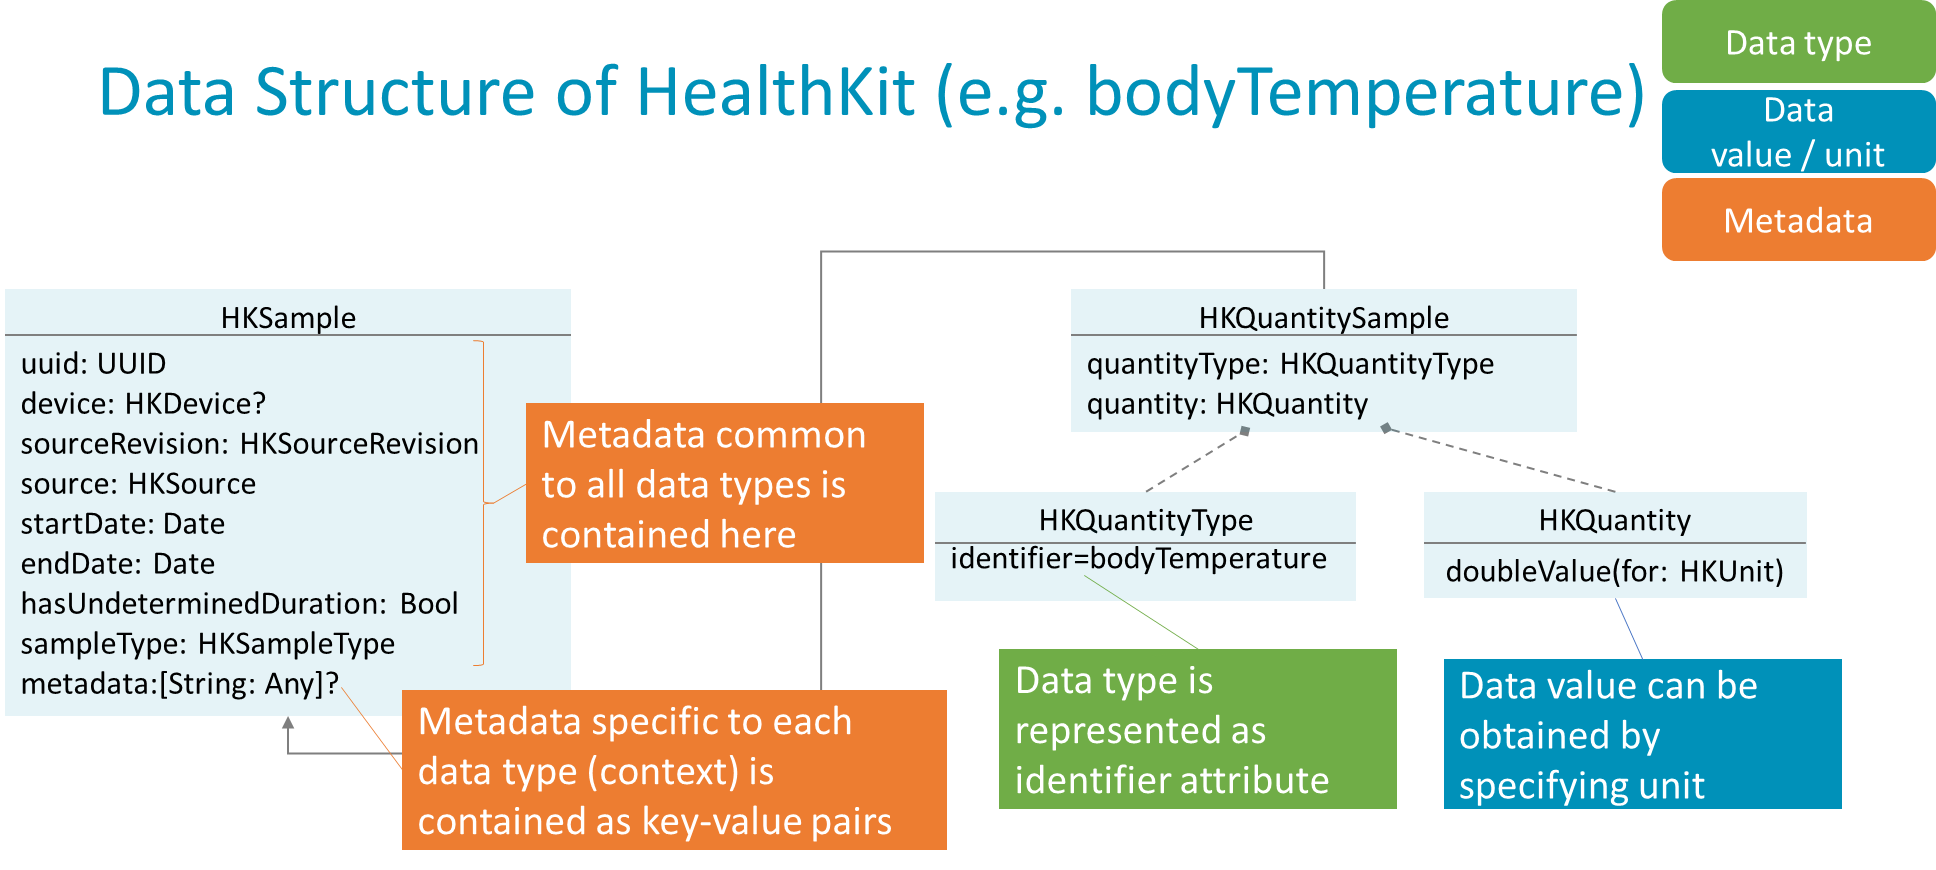 Data Structure of HealthKit (e.g. bodyTemperature)
Data type
Data
value / unit
Metadata
HKSample
uuid: UUID
device: HKDevice?
sourceRevision: HKSourceRevision
source: HKSource
startDate: Date
endDate: Date
hasUndeterminedDuration: Bool
sampleType: HKSampleType
metadata:[String: Any]?
Metadata common
to all data types is
contained here
Metadata specific to each
data type (context) is
contained as key-value pairs
HKQuantitySample
quantityType: HKQuantityType
quantity: HKQuantity
HKQuantityType
identifier=bodyTemperature
HKQuantity
doubleValue(for: HKUnit)
Data type is
represented as
identifier attribute
Data value can be
obtained by
specifying unit